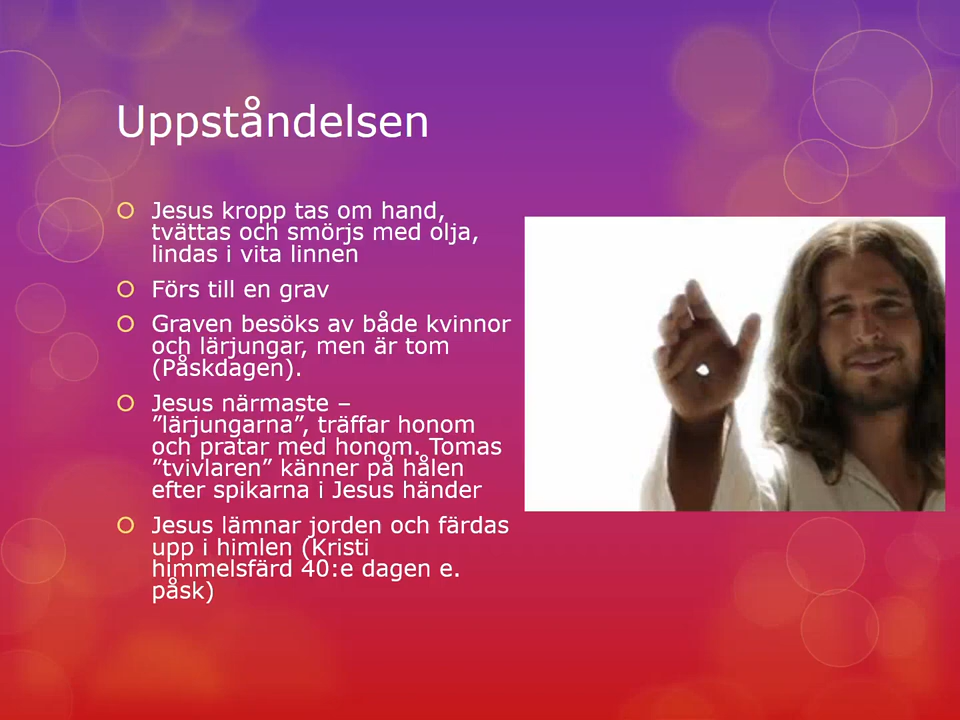 Uppståndelsen
Jesus kropp tas om hand,
tvättas och smörjs med olja,
lindas i vita linnen
Förs till en grav
Graven besöks av både kvinnor
och lärjungar, men är tom
(Påskdagen).
Jesus närmaste –
”lärjungarna”, träffar honom
och pratar med honom. Tomas
”tvivlaren” känner på hålen
efter spikarna i Jesus händer
Jesus lämnar jorden och färdas
upp i himlen (Kristi
himmelsfärd 40:e dagen e.
påsk)